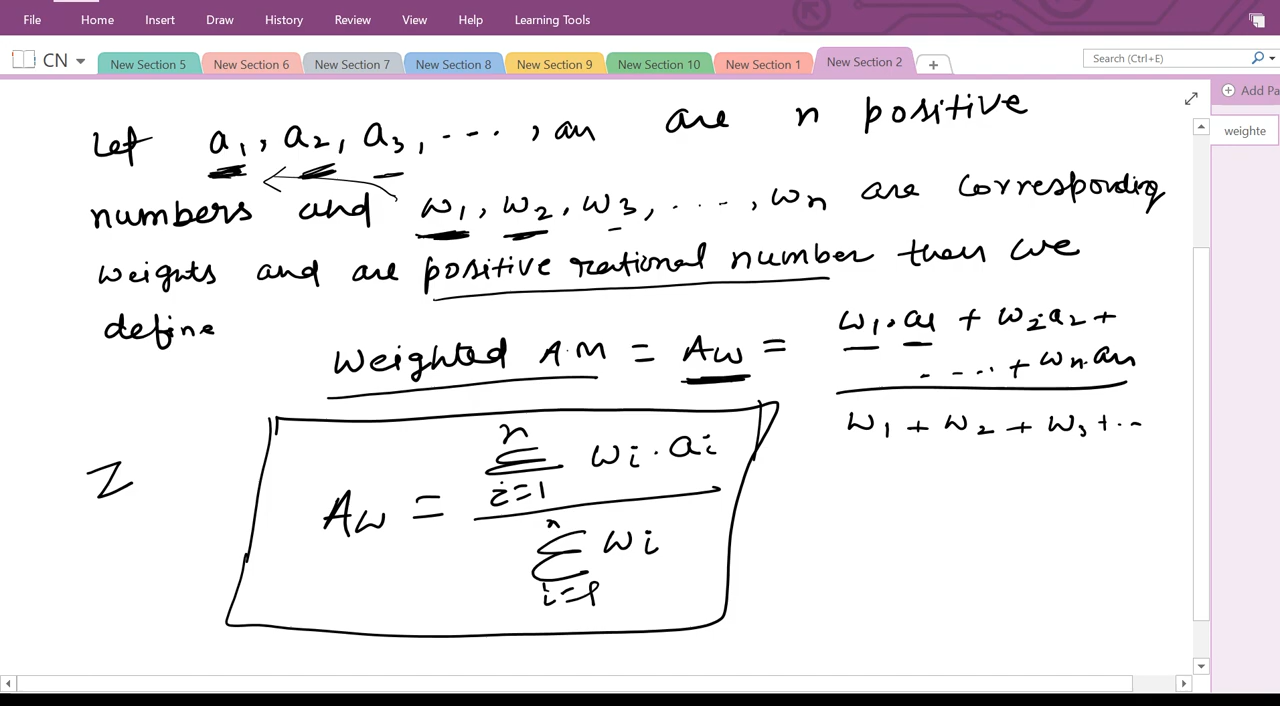 File Home Insert Draw History Review View Help Learning Tools
CN New Section 5 New Section 6 New Section 7 New Section 8 New Section 9 New Section 10 New Section 1 New Section 2 + Search (Ctrl+E)
Add Pa
weighte
Let a1, a2, a3, ...., an are n positive
numbers and w1, w2, w3, ....., wn are corresponding
weights and are positive rational number then we
define
Weighted A.M = Aw = w1.a1 + w2a2 +
.....+ wn.an
w1 + w2 + w3 +...
Z
Aw = n Σ i=1 wi.ai
n Σ i=1 wi